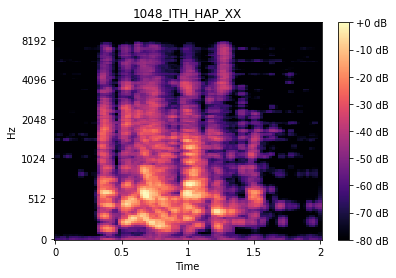 1048_ITH_HAP_XX
Hz
8192
4096
2048
1024
512
0
0
0.5
1
1.5
2
Time
+0 dB
-10 dB
-20 dB
-30 dB
-40 dB
-50 dB
-60 dB
-70 dB
-80 dB